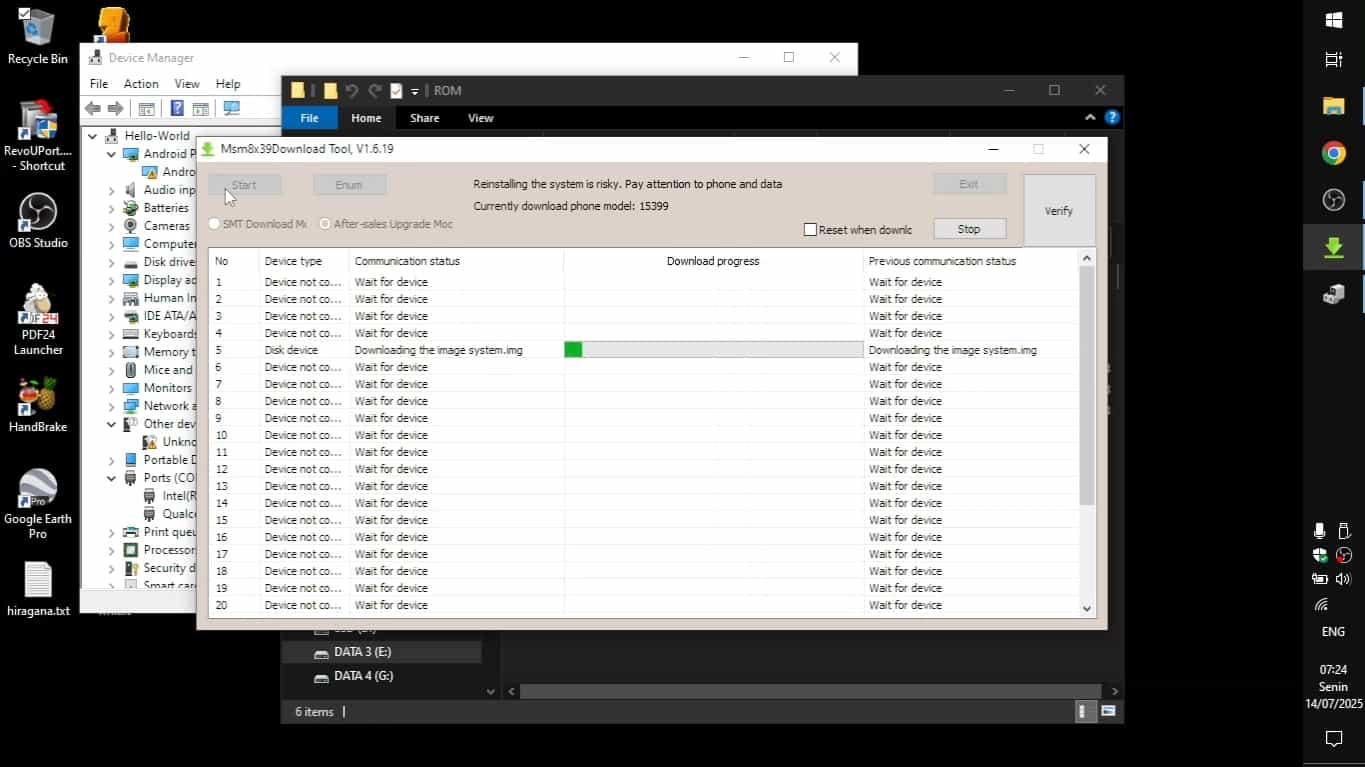 Recycle Bin
RevoUPort....
- Shortcut
OBS Studio
PDF24
PDF24
Launcher
HandBrake
Pro
Google Earth
Pro
hiragana.txt
Device Manager
File Action View Help
Hello-World
Android P
Andro
Audio inp
Batteries
Cameras
Computer
Disk drive
Display ad
Human In
IDE ATA/A
Keyboards
Memory t
Mice and
Monitors
Network a
Other dev
Unkno
Portable D
Ports (CO
Intel(R
Qualco
Print queu
Processor
Security d
Smart card
ROM
File Home Share View
Msm8x39Download Tool, V1.6.19
Start Enum
Reinstalling the system is risky. Pay attention to phone and data
Currently download phone model: 15399
Exit
Verify
SMT Download Mc After-sales Upgrade Moc
Reset when downlc Stop
No Device type Communication status Download progress Previous communication status
1 Device not co... Wait for device Wait for device
2 Device not co... Wait for device Wait for device
3 Device not co... Wait for device Wait for device
4 Device not co... Wait for device Wait for device
5 Disk device Downloading the image system.img Downloading the image system.img
6 Device not co... Wait for device Wait for device
7 Device not co... Wait for device Wait for device
8 Device not co... Wait for device Wait for device
9 Device not co... Wait for device Wait for device
10 Device not co... Wait for device Wait for device
11 Device not co... Wait for device Wait for device
12 Device not co... Wait for device Wait for device
13 Device not co... Wait for device Wait for device
14 Device not co... Wait for device Wait for device
15 Device not co... Wait for device Wait for device
16 Device not co... Wait for device Wait for device
17 Device not co... Wait for device Wait for device
18 Device not co... Wait for device Wait for device
19 Device not co... Wait for device Wait for device
20 Device not co... Wait for device Wait for device
DATA 3 (E:)
DATA 4 (G:)
6 items
ENG
07:24
Senin
14/07/2025